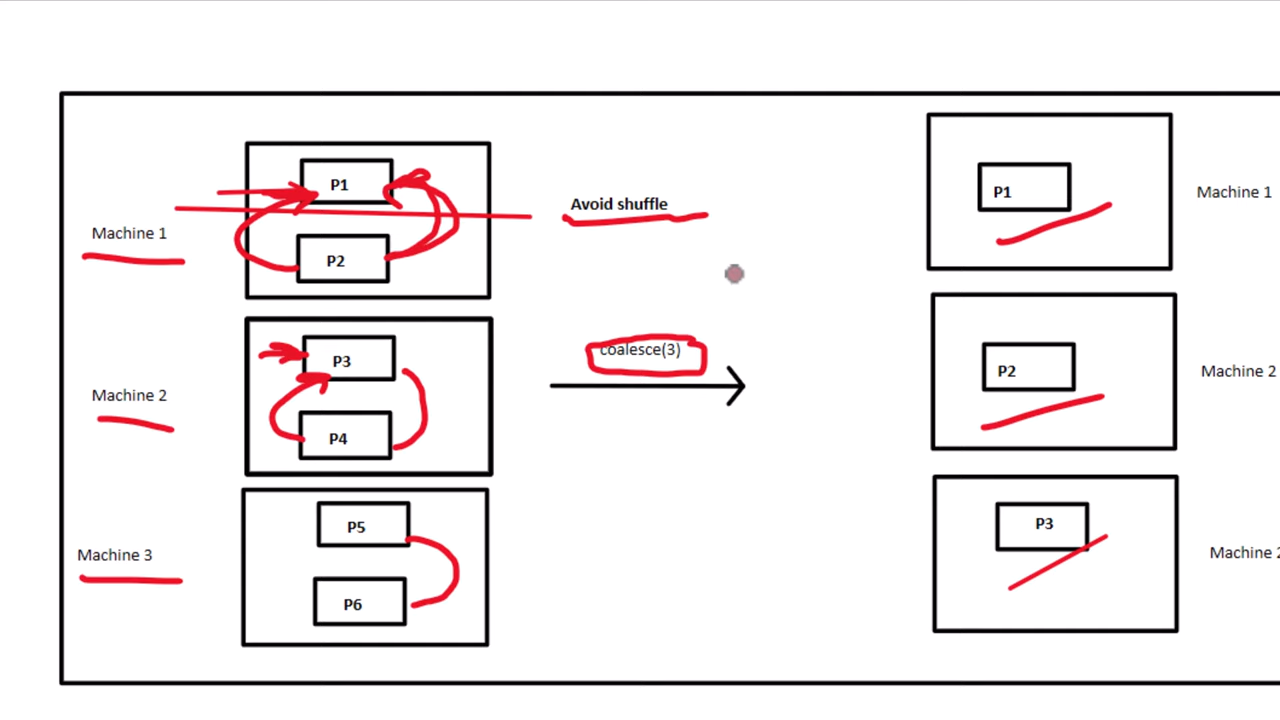 P1
P2
Machine 1
Avoid shuffle
P3
P4
Machine 2
coalesce(3)
P5
P6
Machine 3
P1
Machine 1
P2
Machine 2
P3
Machine 2